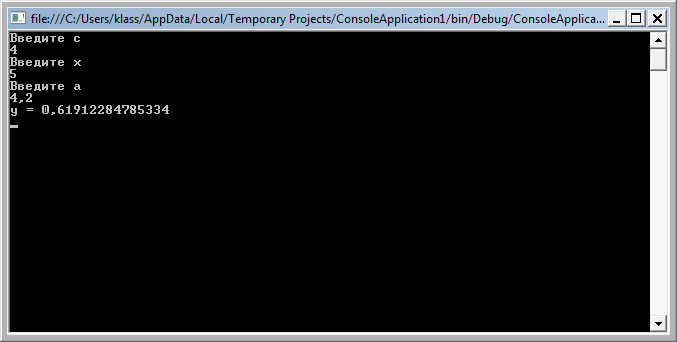 file:///C:/Users/klass/AppData/Local/Temporary Projects/ConsoleApplication1/bin/Debug/ConsoleApplica...
Введите c
4
Введите x
5
Введите a
4,2
y = 0,61912284785334